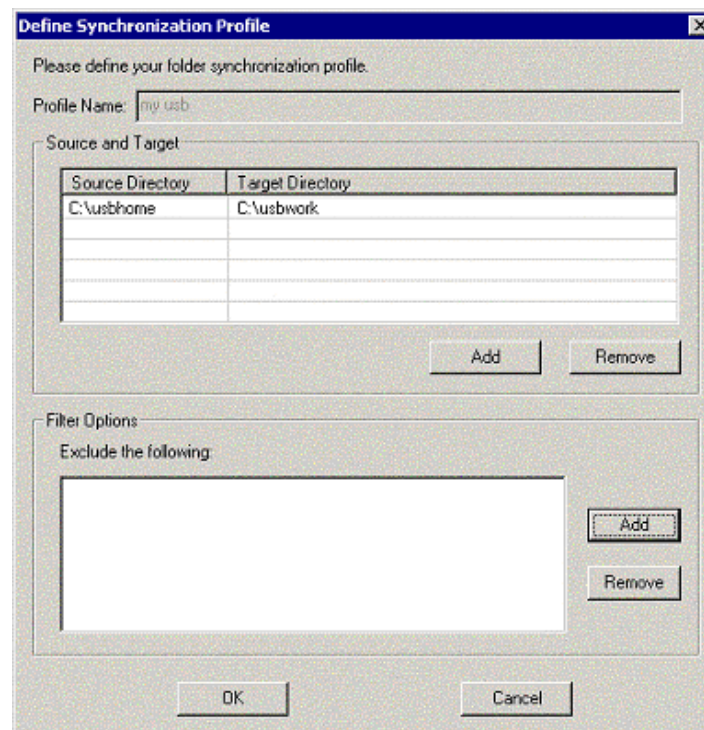 Define Synchronization Profile
Please define your folder synchronization profile.
Profile Name: my usb
Source and Target
Source Directory Target Directory
C:\usbhome C:\usbwork
Add Remove
Filter Options
Exclude the following:
Add
Remove
OK Cancel